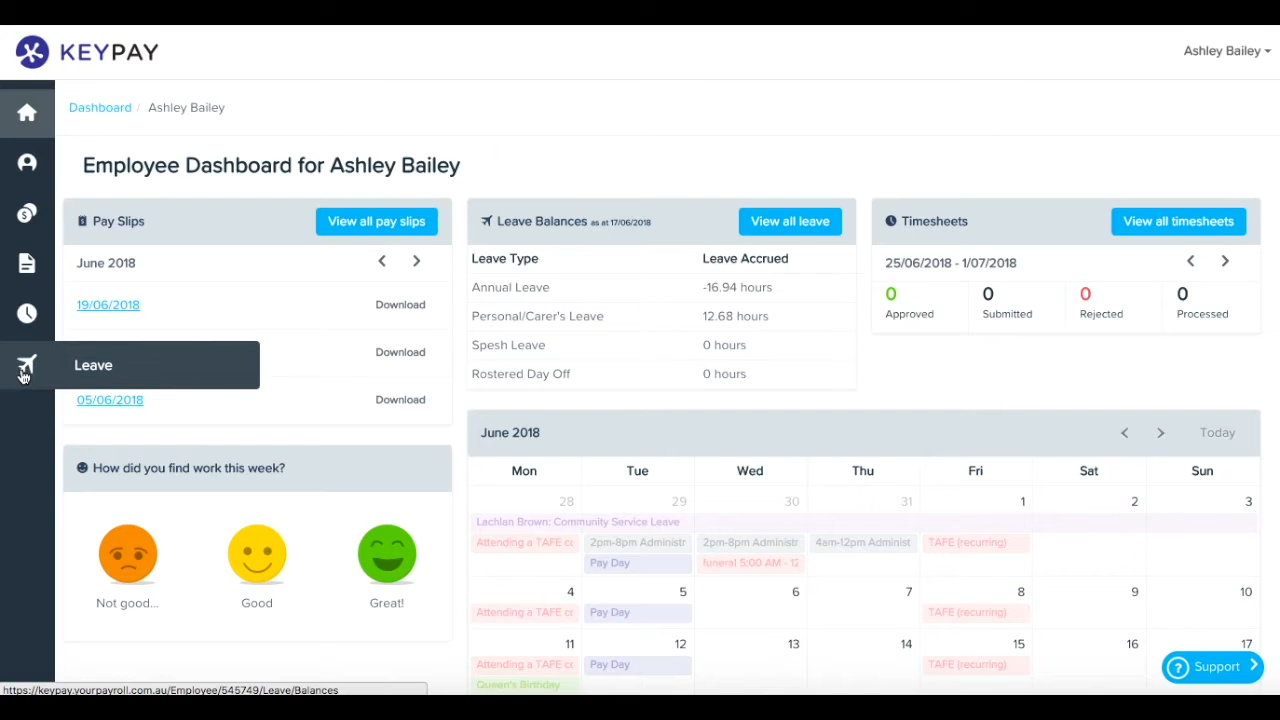 KEYPAY
Ashley Bailey
Dashboard / Ashley Bailey
Employee Dashboard for Ashley Bailey
Pay Slips
View all pay slips
June 2018
19/06/2018 Download
Download
05/06/2018 Download
Leave
How did you find work this week?
Not good... Good Great!
Leave Balances as at 17/06/2018
View all leave
Leave Type Leave Accrued
Annual Leave -16.94 hours
Personal/Carer's Leave 12.68 hours
Spesh Leave 0 hours
Rostered Day Off 0 hours
Timesheets
View all timesheets
25/06/2018 - 1/07/2018
0 0 0 0
Approved Submitted Rejected Processed
June 2018 Today
Mon Tue Wed Thu Fri Sat Sun
28 29 30 31 1 2 3
Lachlan Brown: Community Service Leave
Attending a TAFE cc 2pm-8pm Administr 2pm-8pm Administr 4am-12pm Administ TAFE (recurring)
Pay Day funeral 5:00 AM - 12
4 5 6 7 8 9 10
Attending a TAFE cc Pay Day TAFE (recurring)
11 12 13 14 15 16 17
Attending a TAFE cc Pay Day TAFE (recurring)
Queen's Birthday
? Support
https://keypay.yourpayroll.com.au/Employee/545749/Leave/Balances